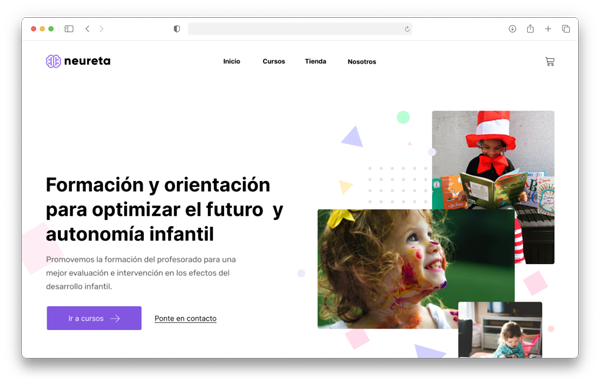 neureta
Inicio
Cursos
Tienda
Nosotros
Formación y orientación
para optimizar el futuro y
autonomía infantil
Promovemos la formación del profesorado para una
mejor evaluación e intervención en los efectos del
desarrollo infantil.
Ir a cursos
Ponte en contacto